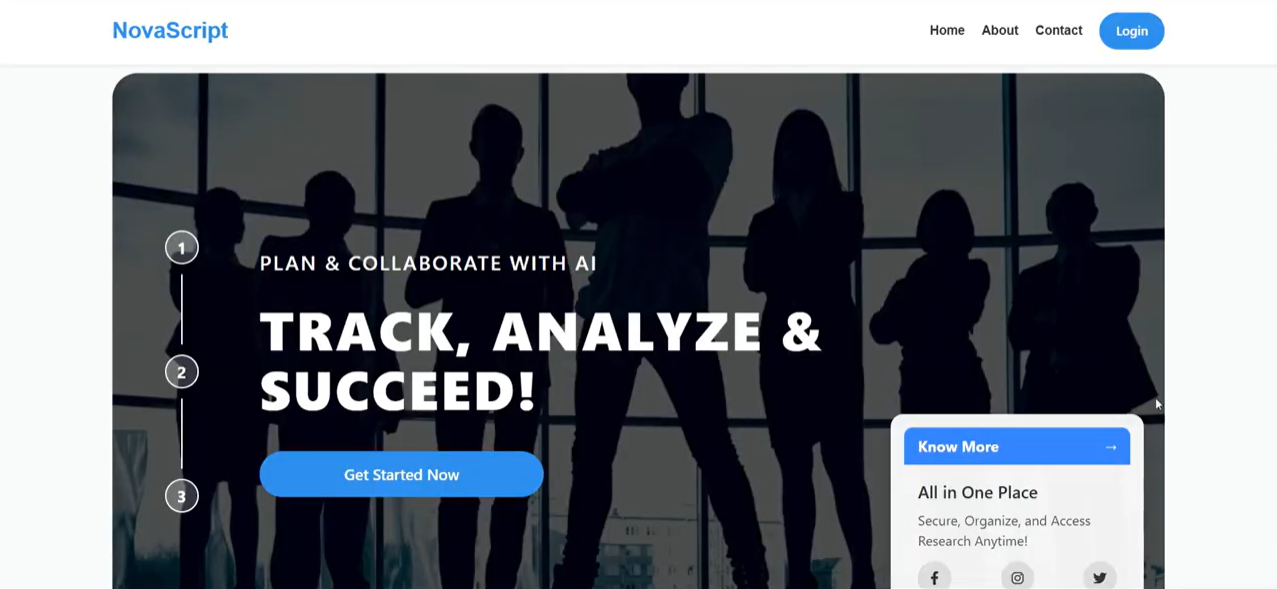 NovaScript
Home About Contact Login
1
PLAN & COLLABORATE WITH AI
TRACK, ANALYZE &
SUCCEED!
2
Get Started Now
3
Know More →
All in One Place
Secure, Organize, and Access
Research Anytime!